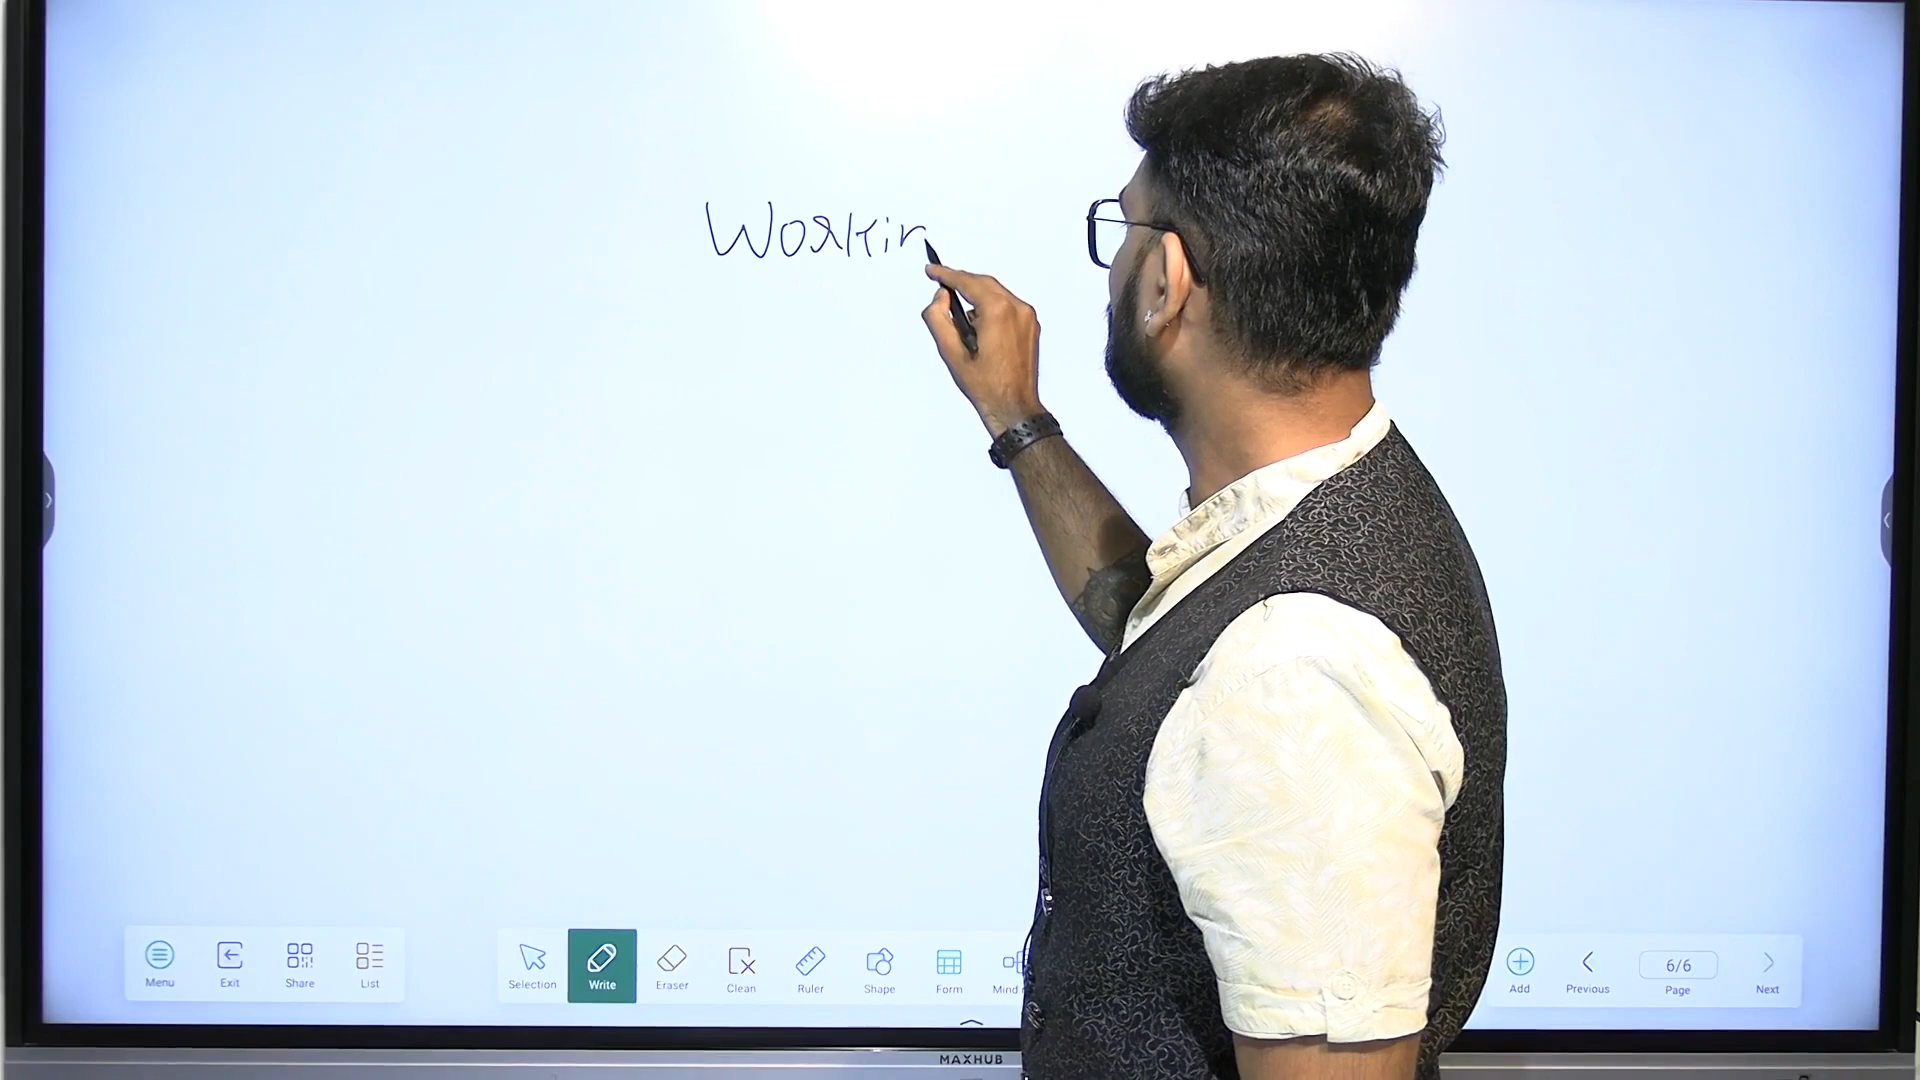 Workin
Menu
Exit
Share
List
Selection
Write
Eraser
Clean
Ruler
Shape
Form
Mind
Add
Previous
6/6
Page
Next
MAXHUB